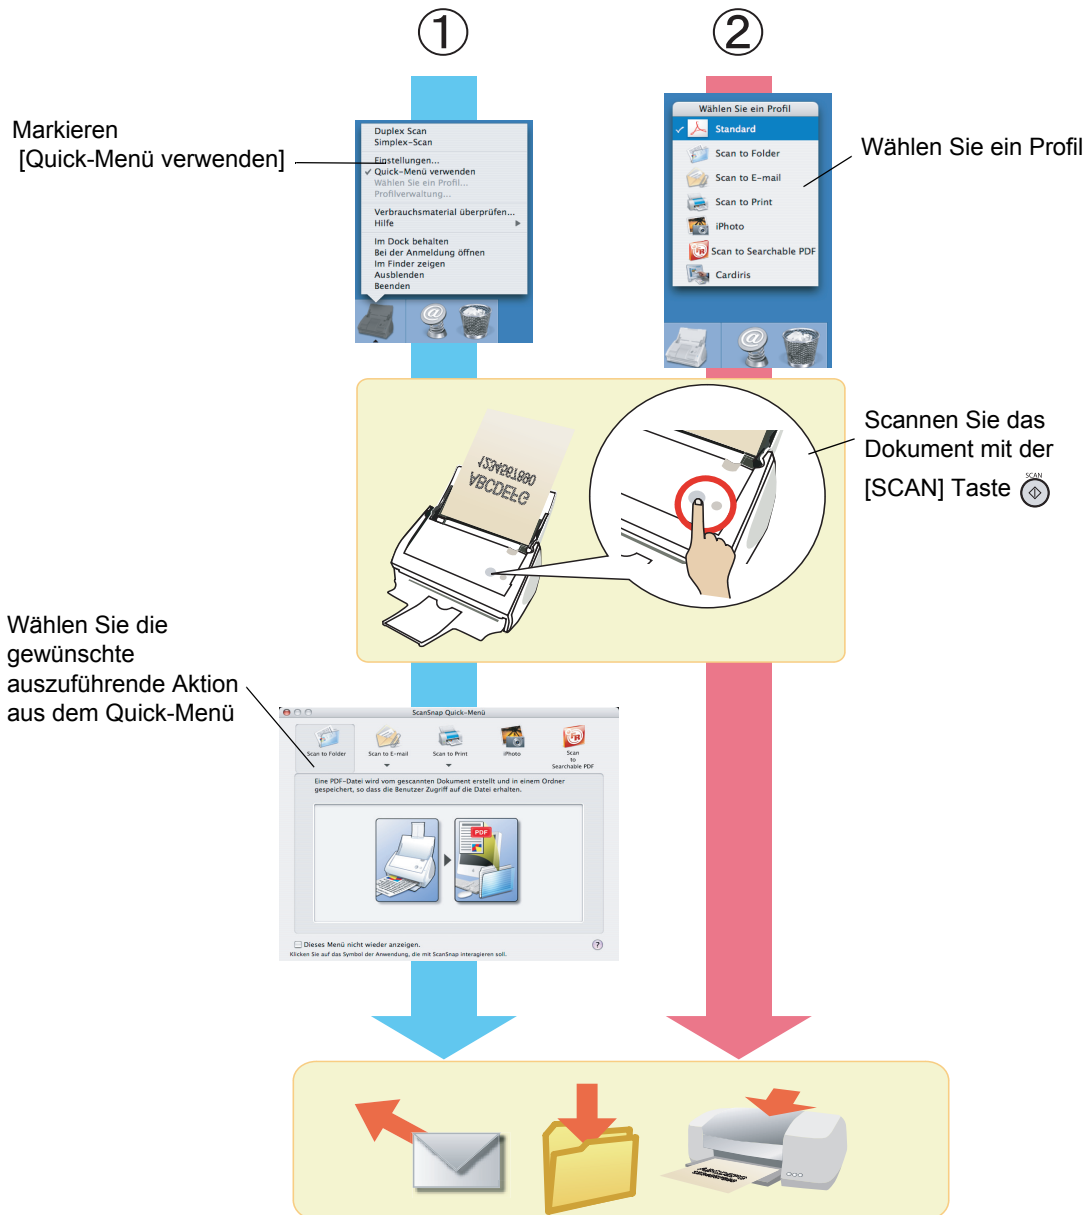 1
2
Markieren
[Quick-Menü verwenden]
Duplex Scan
Simplex-Scan
Einstellungen...
✓ Quick-Menü verwenden
Wählen Sie ein Profil...
Profilverwaltung...
Verbrauchsmaterial überprüfen...
Hilfe
Im Dock behalten
Bei der Anmeldung öffnen
Im Finder zeigen
Ausblenden
Beenden
@
Wählen Sie ein Profil
✓ Standard
Scan to Folder
Scan to E-mail
Scan to Print
iPhoto
Scan to Searchable PDF
Cardiris
@
Wählen Sie ein Profil
1234567890
ABCDEFG
Scannen Sie das
Dokument mit der
SCAN
[SCAN] Taste
Wählen Sie die
gewünschte
auszuführende Aktion
aus dem Quick-Menü
ScanSnap Quick-Menü
Scan to Folder
Scan to E-mail
Scan to Print
iPhoto
Scan
to
Searchable PDF
Eine PDF-Datei wird vom gescannten Dokument erstellt und in einem Ordner
gespeichert, so dass die Benutzer Zugriff auf die Datei erhalten.
PDF
Dieses Menü nicht wieder anzeigen.
?
Klicken Sie auf das Symbol der Anwendung, die mit ScanSnap interagieren soll.